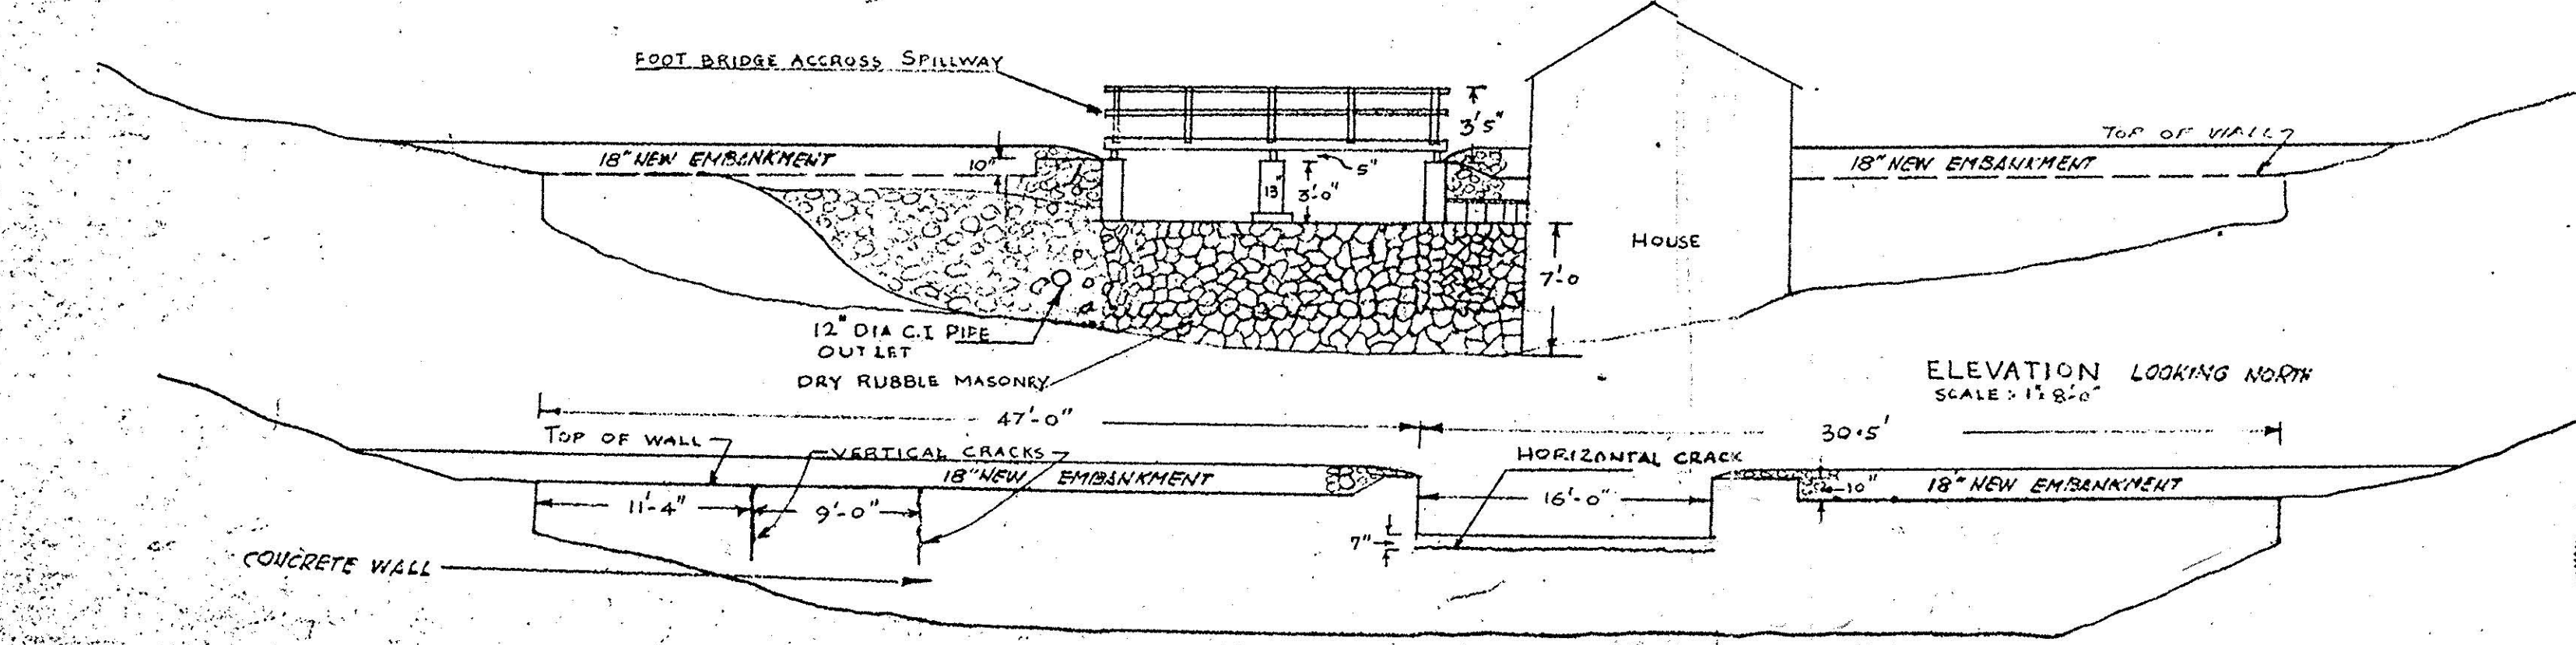 FOOT BRIDGE ACCROSS SPILLWAY
3'5"
TOP OF WALL
18" NEW EMBANKMENT
10"
5"
18" NEW EMBANKMENT
13"
3'-0"
HOUSE
7'-0
12" DIA C.I PIPE
OUTLET
DRY RUBBLE MASONRY
ELEVATION LOOKING NORTH
SCALE: 1"=8'-0"
47'-0"
30.5'
TOP OF WALL
VERTICAL CRACKS
HORIZONTAL CRACK
18" NEW EMBANKMENT
10"
18" NEW EMBANKMENT
11'-4"
9'-0"
16'-0"
7"
CONCRETE WALL